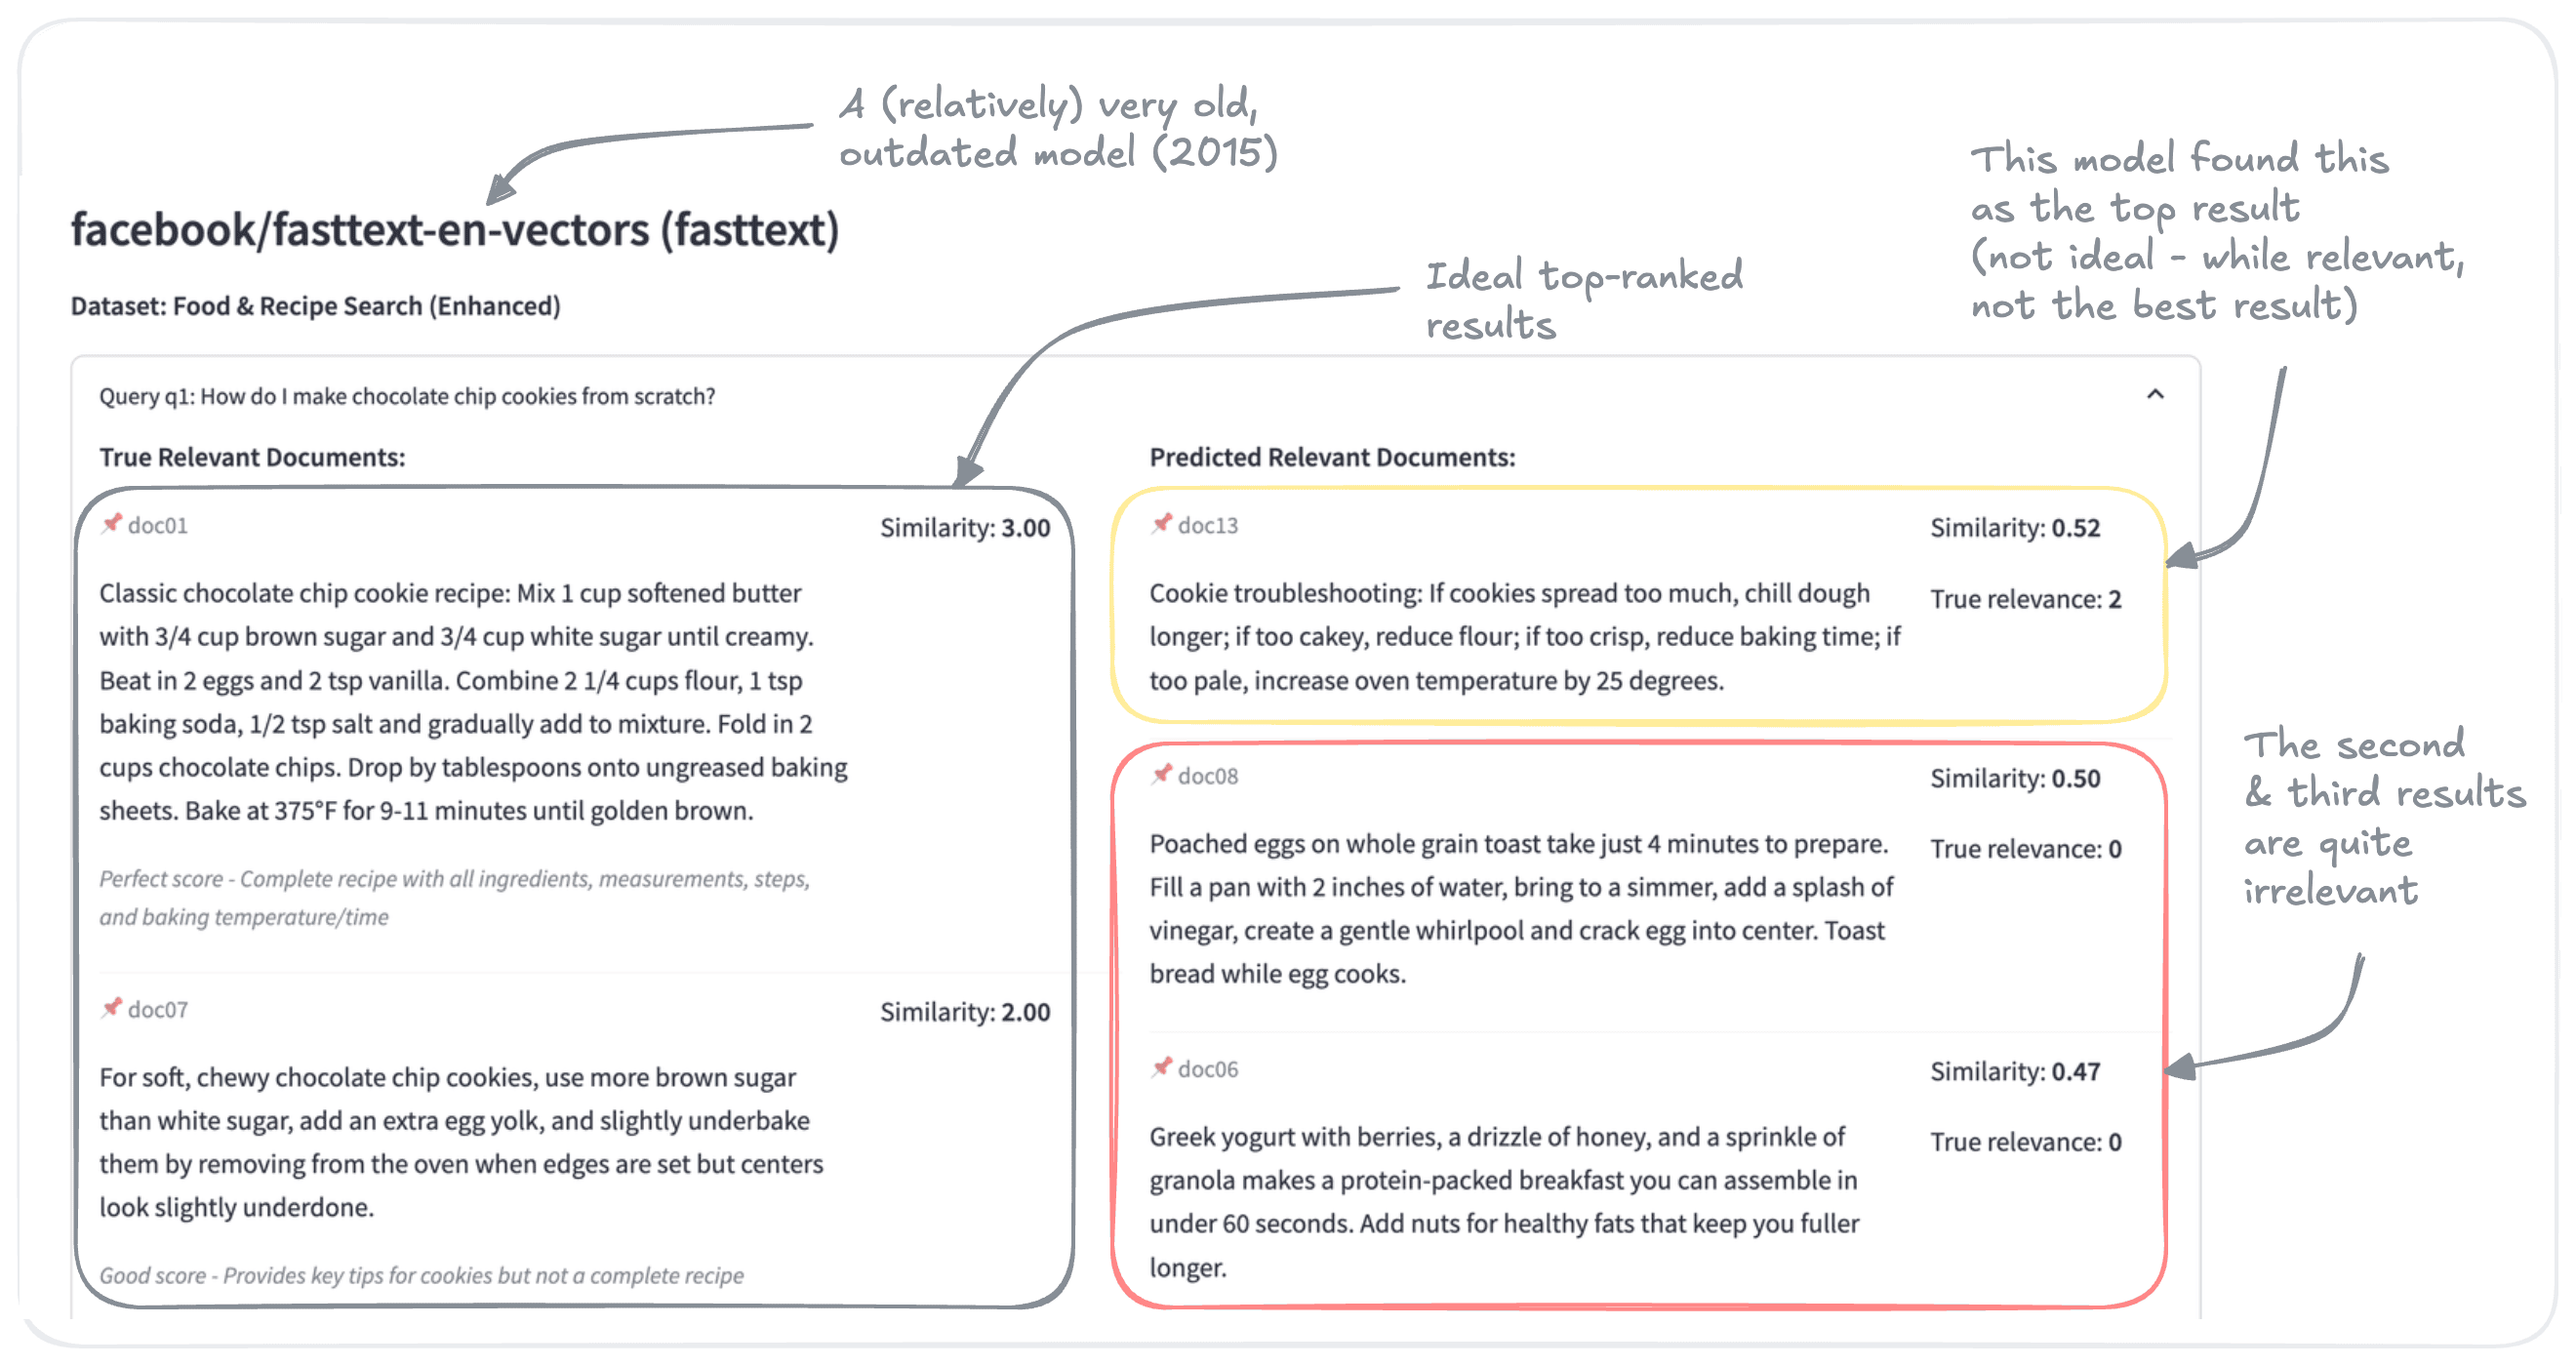 A (relatively) very old,
outdated model (2015)
This model found this
as the top result
(not ideal - while relevant,
not the best result)
facebook/fasttext-en-vectors (fasttext)
Ideal top-ranked
results
Dataset: Food & Recipe Search (Enhanced)
Query q1: How do I make chocolate chip cookies from scratch?
True Relevant Documents:
doc01
Similarity: 3.00
Classic chocolate chip cookie recipe: Mix 1 cup softened butter
with 3/4 cup brown sugar and 3/4 cup white sugar until creamy.
Beat in 2 eggs and 2 tsp vanilla. Combine 2 1/4 cups flour, 1 tsp
baking soda, 1/2 tsp salt and gradually add to mixture. Fold in 2
cups chocolate chips. Drop by tablespoons onto ungreased baking
sheets. Bake at 375°F for 9-11 minutes until golden brown.
Perfect score - Complete recipe with all ingredients, measurements, steps,
and baking temperature/time
doc07
Similarity: 2.00
For soft, chewy chocolate chip cookies, use more brown sugar
than white sugar, add an extra egg yolk, and slightly underbake
them by removing from the oven when edges are set but centers
look slightly underdone.
Good score - Provides key tips for cookies but not a complete recipe
Predicted Relevant Documents:
doc13
Similarity: 0.52
True relevance: 2
Cookie troubleshooting: If cookies spread too much, chill dough
longer; if too cakey, reduce flour; if too crisp, reduce baking time; if
too pale, increase oven temperature by 25 degrees.
doc08
Similarity: 0.50
True relevance: 0
Poached eggs on whole grain toast take just 4 minutes to prepare.
Fill a pan with 2 inches of water, bring to a simmer, add a splash of
vinegar, create a gentle whirlpool and crack egg into center. Toast
bread while egg cooks.
doc06
Similarity: 0.47
True relevance: 0
Greek yogurt with berries, a drizzle of honey, and a sprinkle of
granola makes a protein-packed breakfast you can assemble in
under 60 seconds. Add nuts for healthy fats that keep you fuller
longer.
The second
& third results
are quite
irrelevant